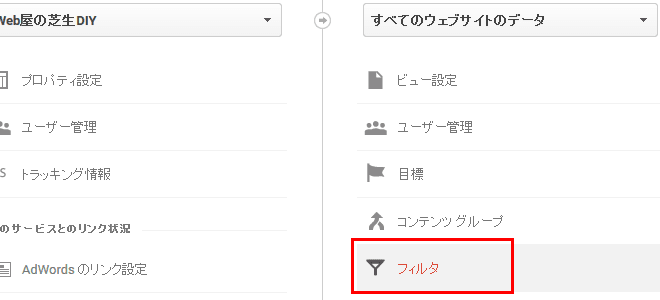 Web屋の芝生DIY
プロパティ設定
ユーザー管理
トラッキング情報
のサービスとのリンク状況
AdWords のリンク設定
すべてのウェブサイトのデータ
ビュー設定
ユーザー管理
目標
コンテンツ グループ
フィルタ